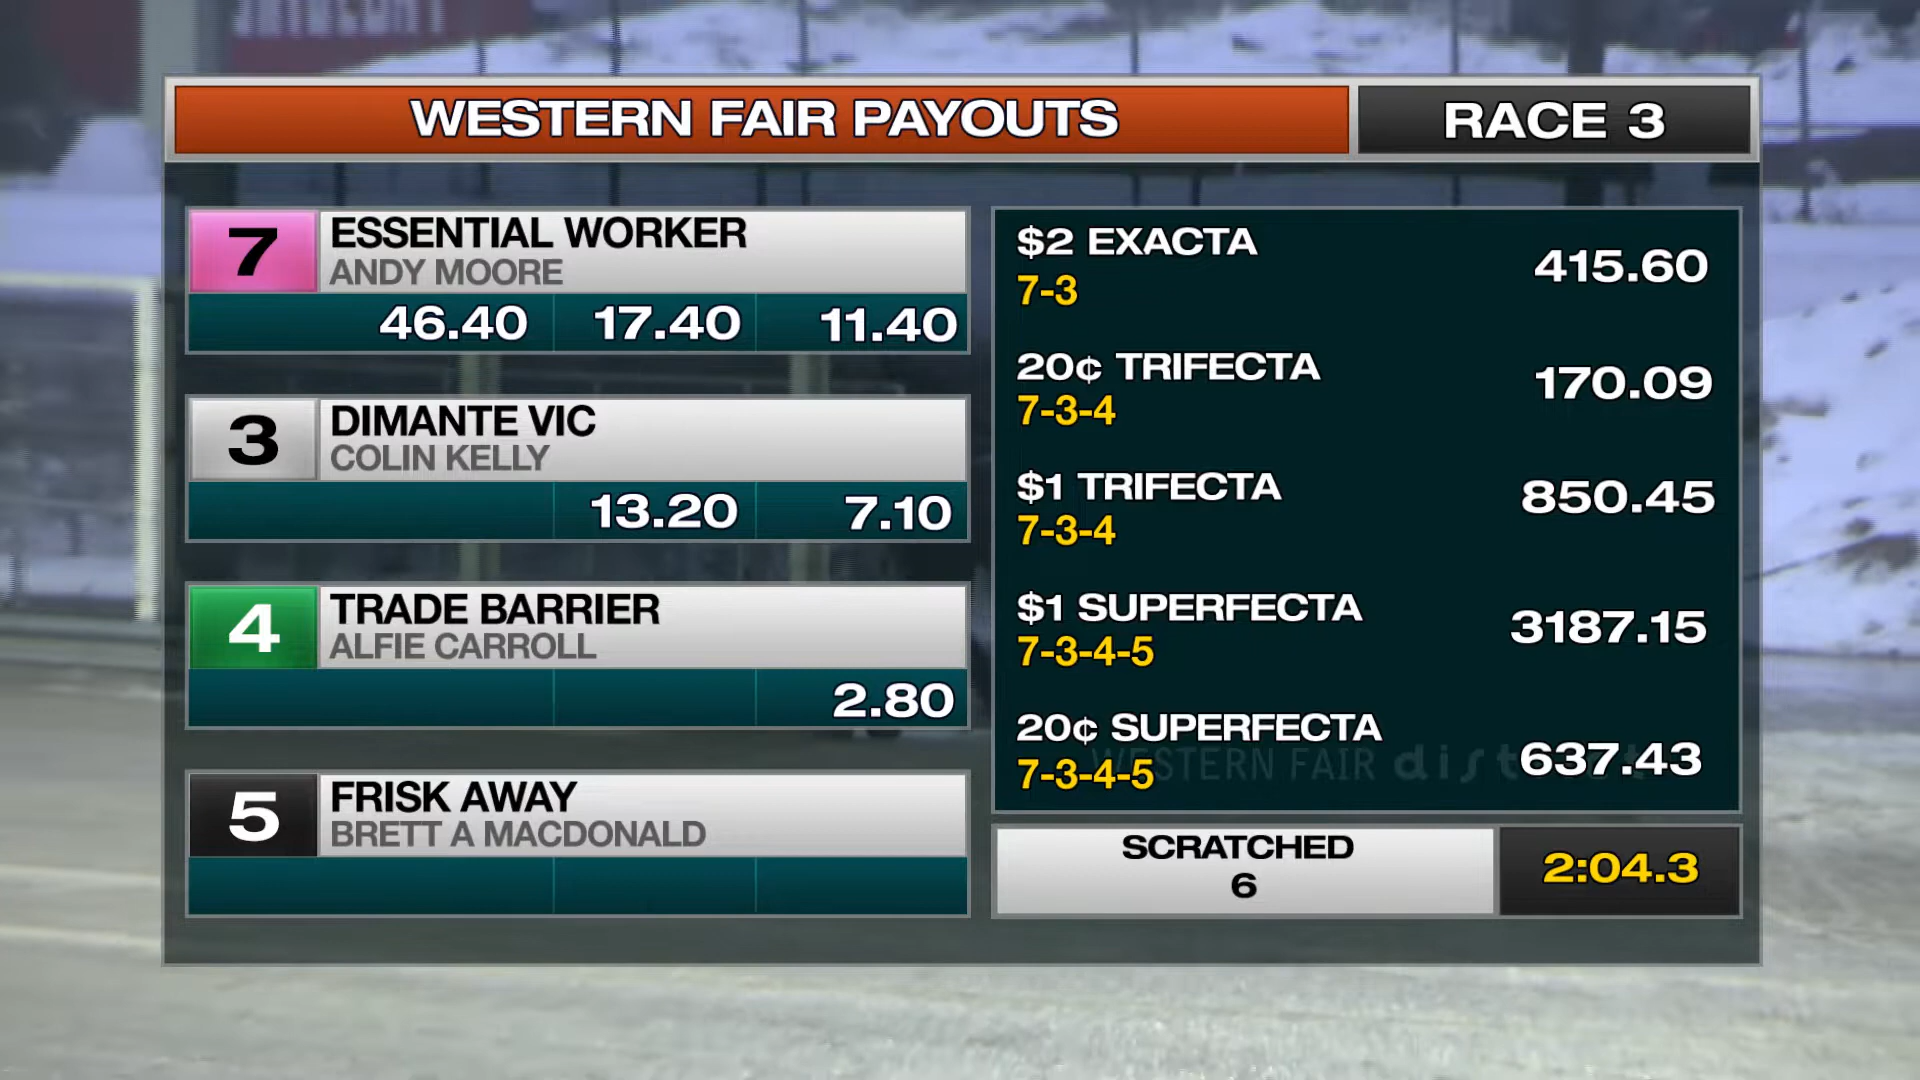 WESTERN FAIR PAYOUTS
RACE 3
7
ESSENTIAL WORKER
ANDY MOORE
46.40 17.40 11.40
3
DIMANTE VIC
COLIN KELLY
13.20 7.10
4
TRADE BARRIER
ALFIE CARROLL
2.80
5
FRISK AWAY
BRETT A MACDONALD
$2 EXACTA
7-3
415.60
20¢ TRIFECTA
7-3-4
170.09
$1 TRIFECTA
7-3-4
850.45
$1 SUPERFECTA
7-3-4-5
3187.15
20¢ SUPERFECTA
7-3-4-5
637.43
WESTERN FAIR
SCRATCHED
6
2:04.3